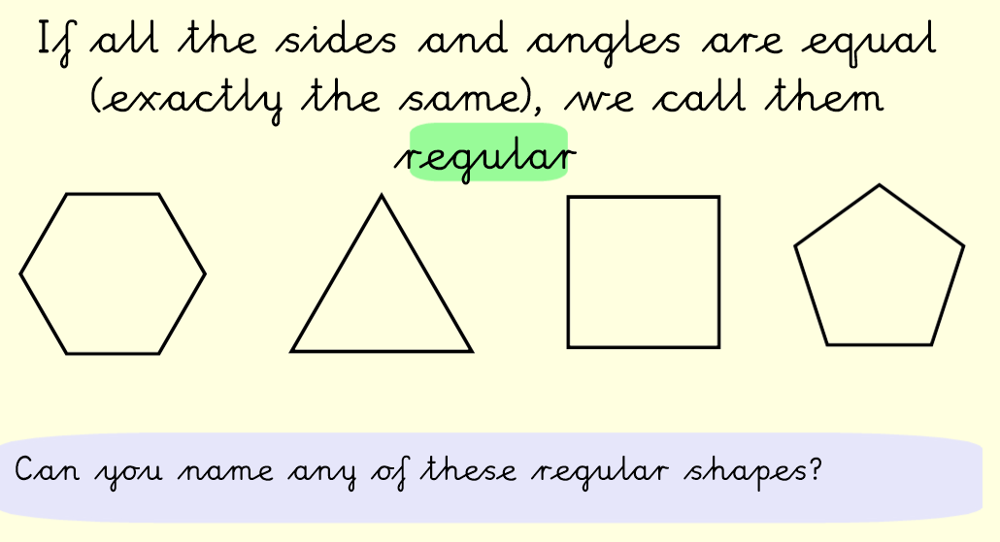 If all the sides and angles are equal
(exactly the same), we call them
regular
Can you name any of these regular shapes?